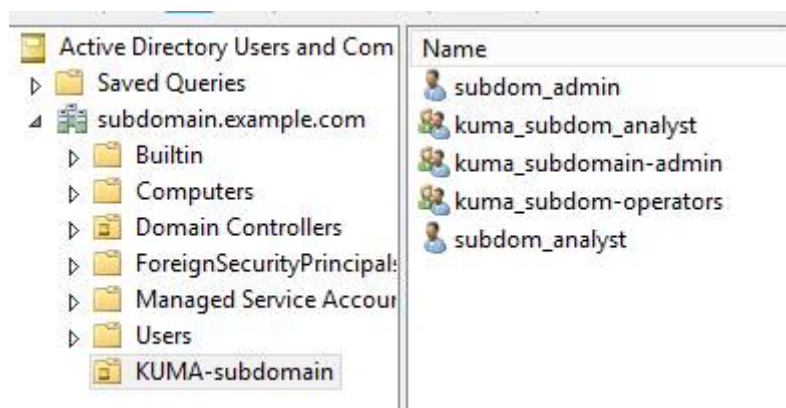 Active Directory Users and Com
Saved Queries
subdomain.example.com
Builtin
Computers
Domain Controllers
ForeignSecurityPrincipals
Managed Service Accour
Users
KUMA-subdomain
Name
subdom_admin
kuma_subdom_analyst
kuma_subdomain-admin
kuma_subdom-operators
subdom_analyst